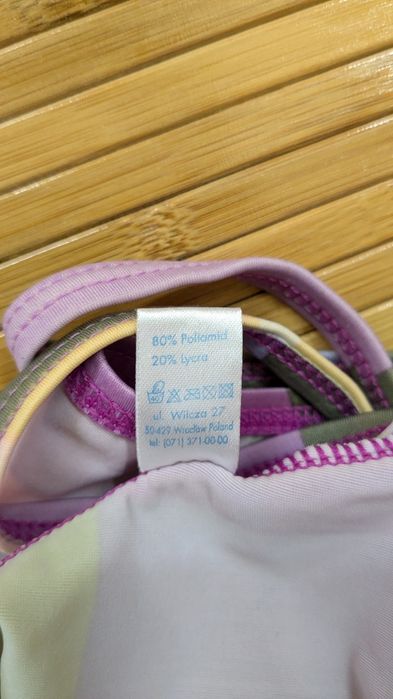 80% Poliamid
20% Lycra
ul. Wilcza 27
50-429 Wrocław Poland
tel: (071) 371-00-00